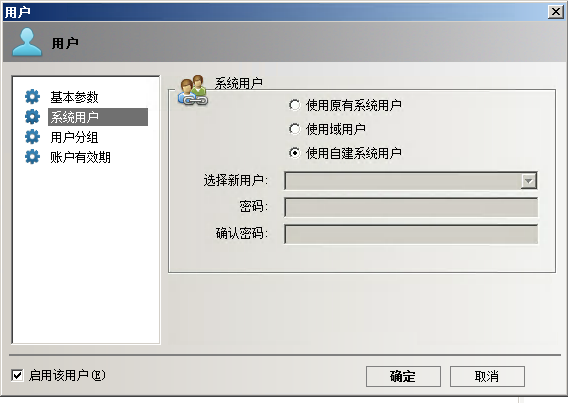 用户
用户
基本参数
系统用户
用户分组
账户有效期
系统用户
使用原有系统用户
使用域用户
使用自建系统用户
选择新用户:
密码:
确认密码:
启用该用户(E)
确定
取消